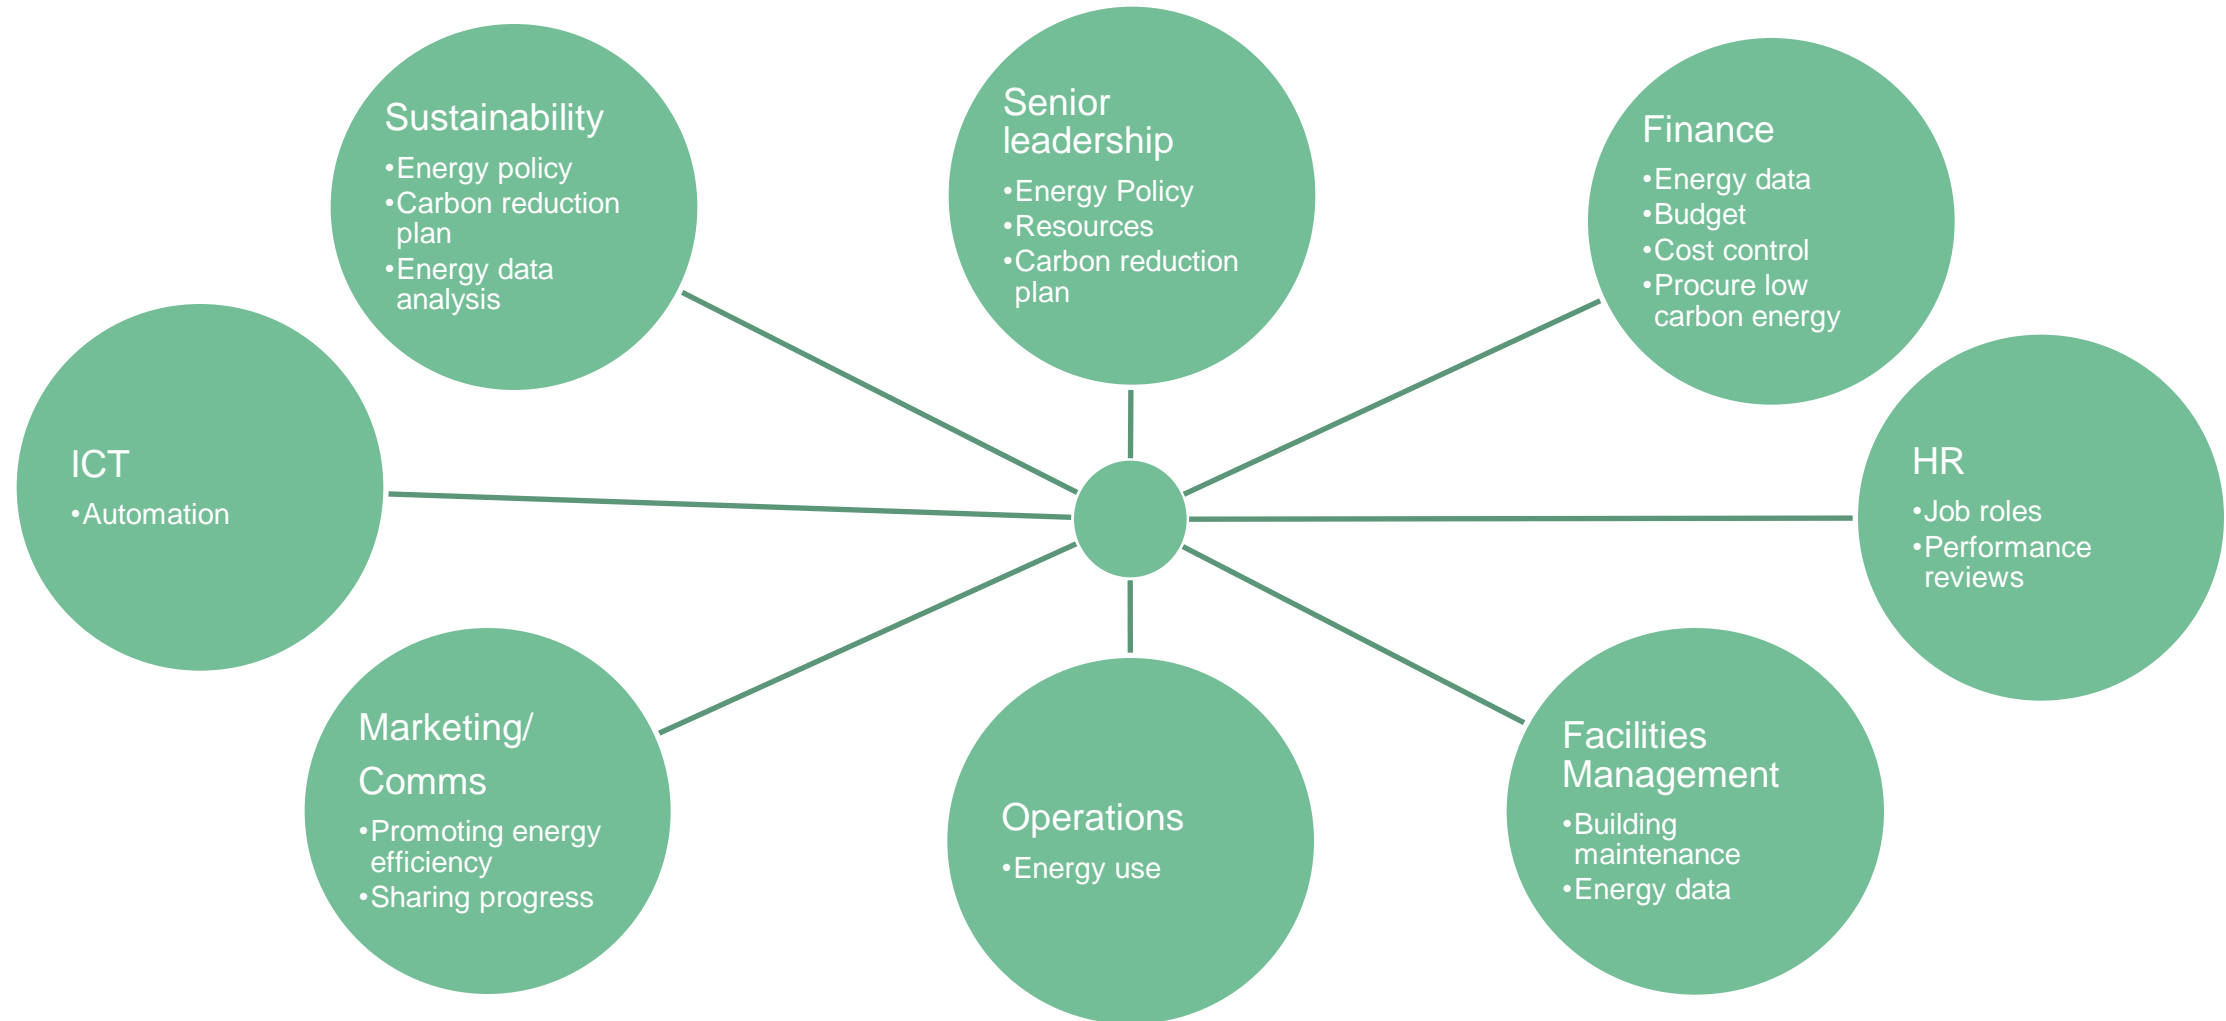 Sustainability
•Energy policy
•Carbon reduction
plan
•Energy data
analysis
Senior
leadership
•Energy Policy
•Resources
•Carbon reduction
plan
Finance
•Energy data
•Budget
•Cost control
•Procure low
carbon energy
ICT
•Automation
HR
•Job roles
•Performance
reviews
Marketing/
Comms
•Promoting energy
efficiency
•Sharing progress
Operations
•Energy use
Facilities
Management
•Building
maintenance
•Energy data